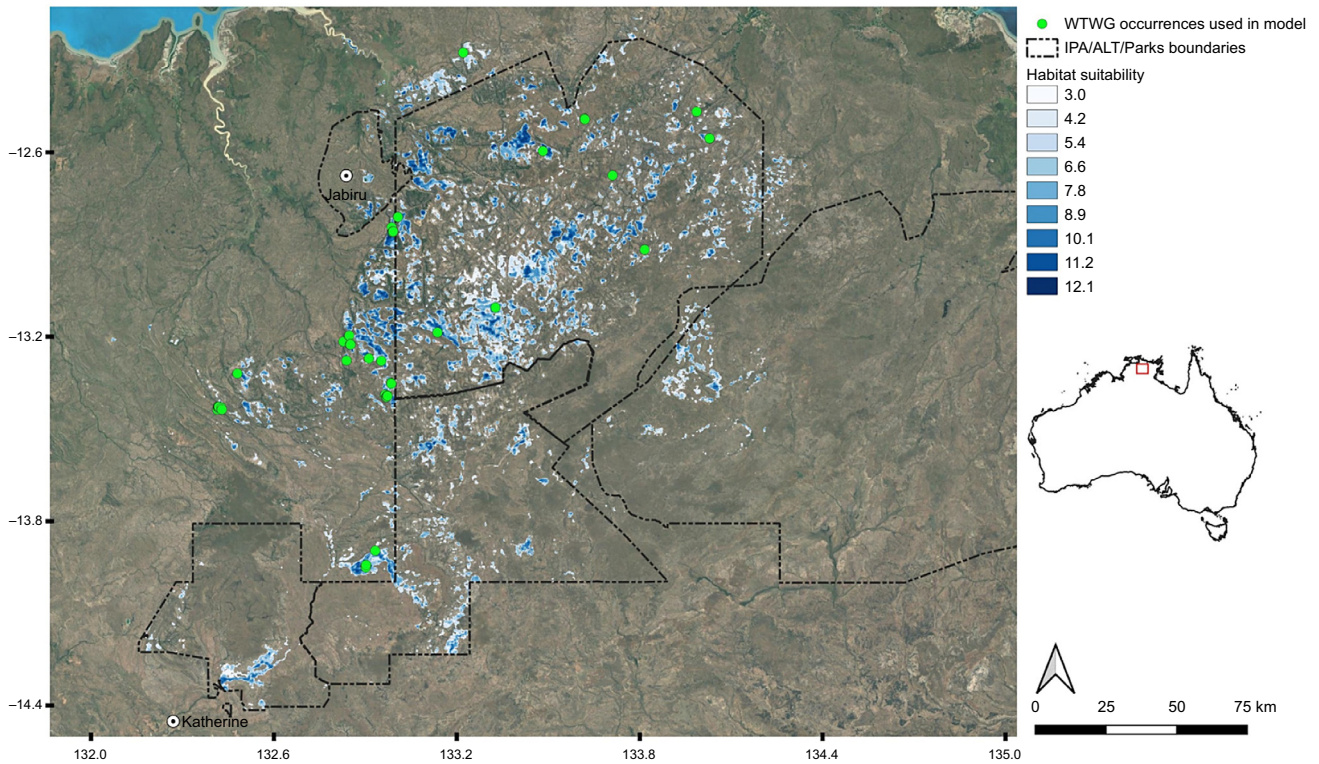 WTWG occurrences used in model
IPA/ALT/Parks boundaries
Habitat suitability
3.0
4.2
5.4
6.6
7.8
8.9
10.1
11.2
12.1
−12.6
−13.2
−13.8
−14.4
Jabiru
Katherine
132.0 132.6 133.2 133.8 134.4 135.0
0 25 50 75 km